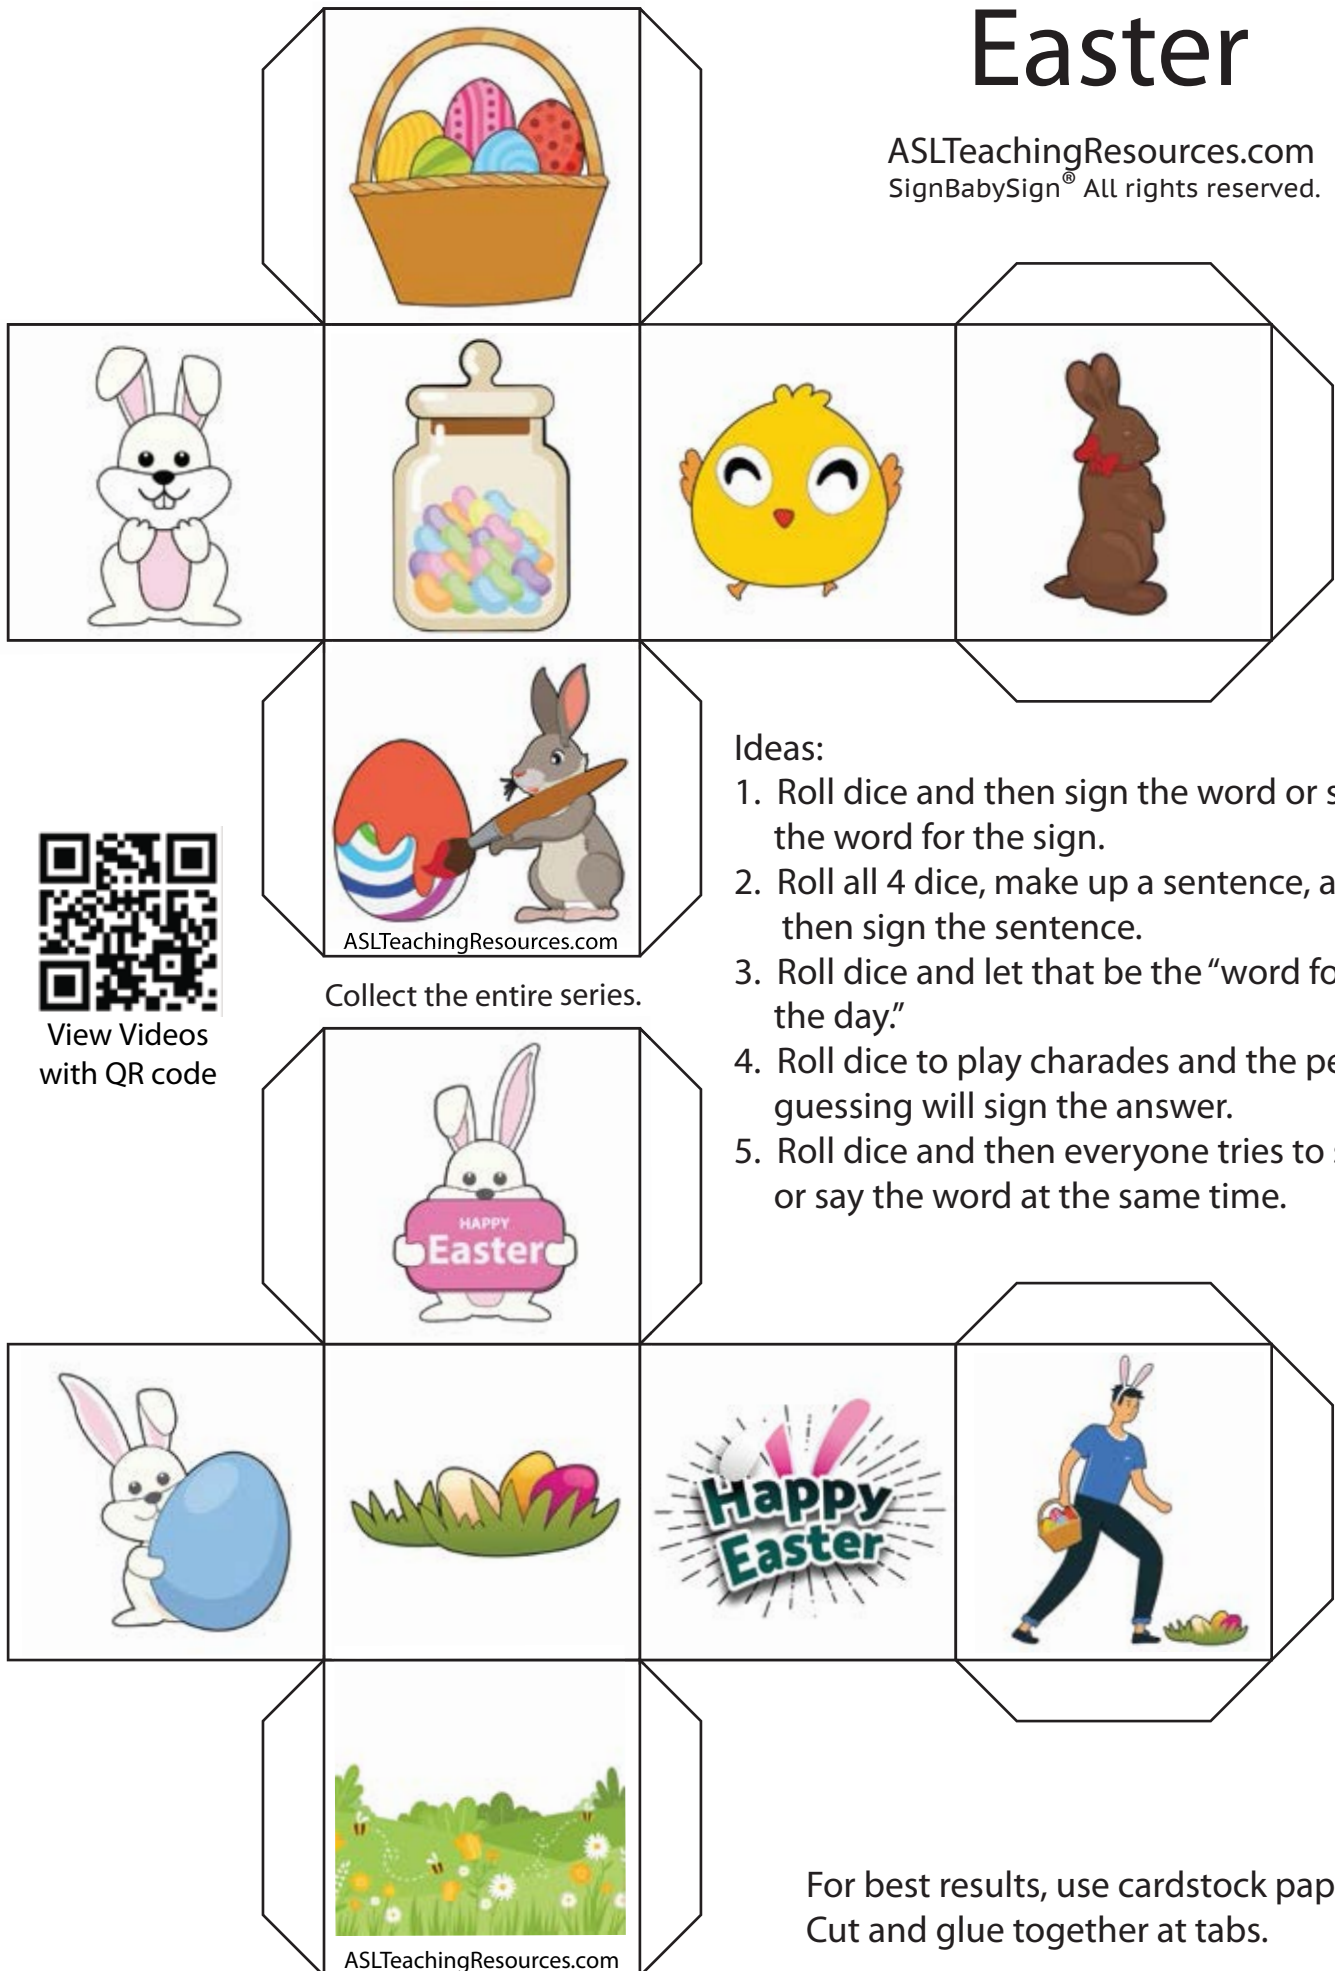 Easter
ASLTeachingResources.com
SignBabySign® All rights reserved.
ASLTeachingResources.com
Collect the entire series.
View Videos
with QR code
Ideas:
1. Roll dice and then sign the word or
the word for the sign.
2. Roll all 4 dice, make up a sentence,
then sign the sentence.
3. Roll dice and let that be the “word
the day.”
4. Roll dice to play charades and the
guessing will sign the answer.
5. Roll dice and then everyone tries to
or say the word at the same time.
HAPPY
Easter
Happy
Easter
ASLTeachingResources.com
For best results, use cardstock
Cut and glue together at tabs.